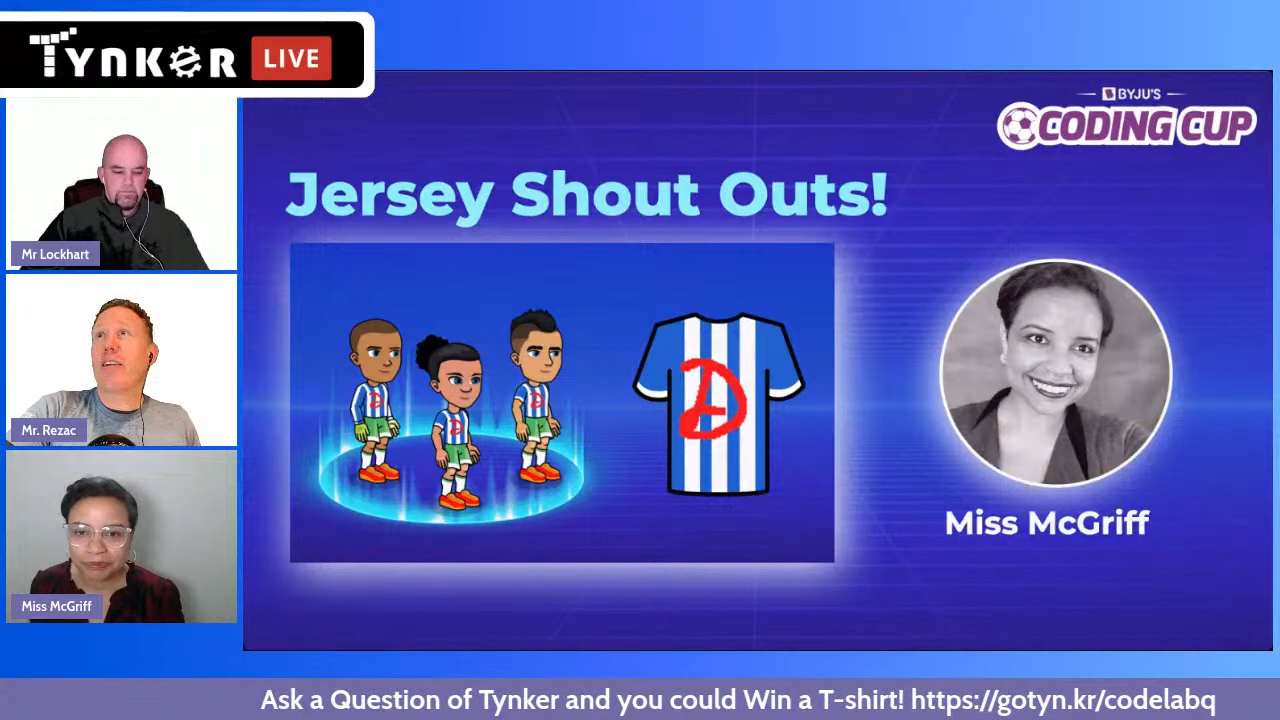 TYNKER LIVE
BYJU'S
CODING CUP
Jersey Shout Outs!
Mr Lockhart
Mr. Rezac
Miss McGriff
Miss McGriff
Ask a Question of Tynker and you could Win a T-shirt! https://gotyn.kr/codelabq